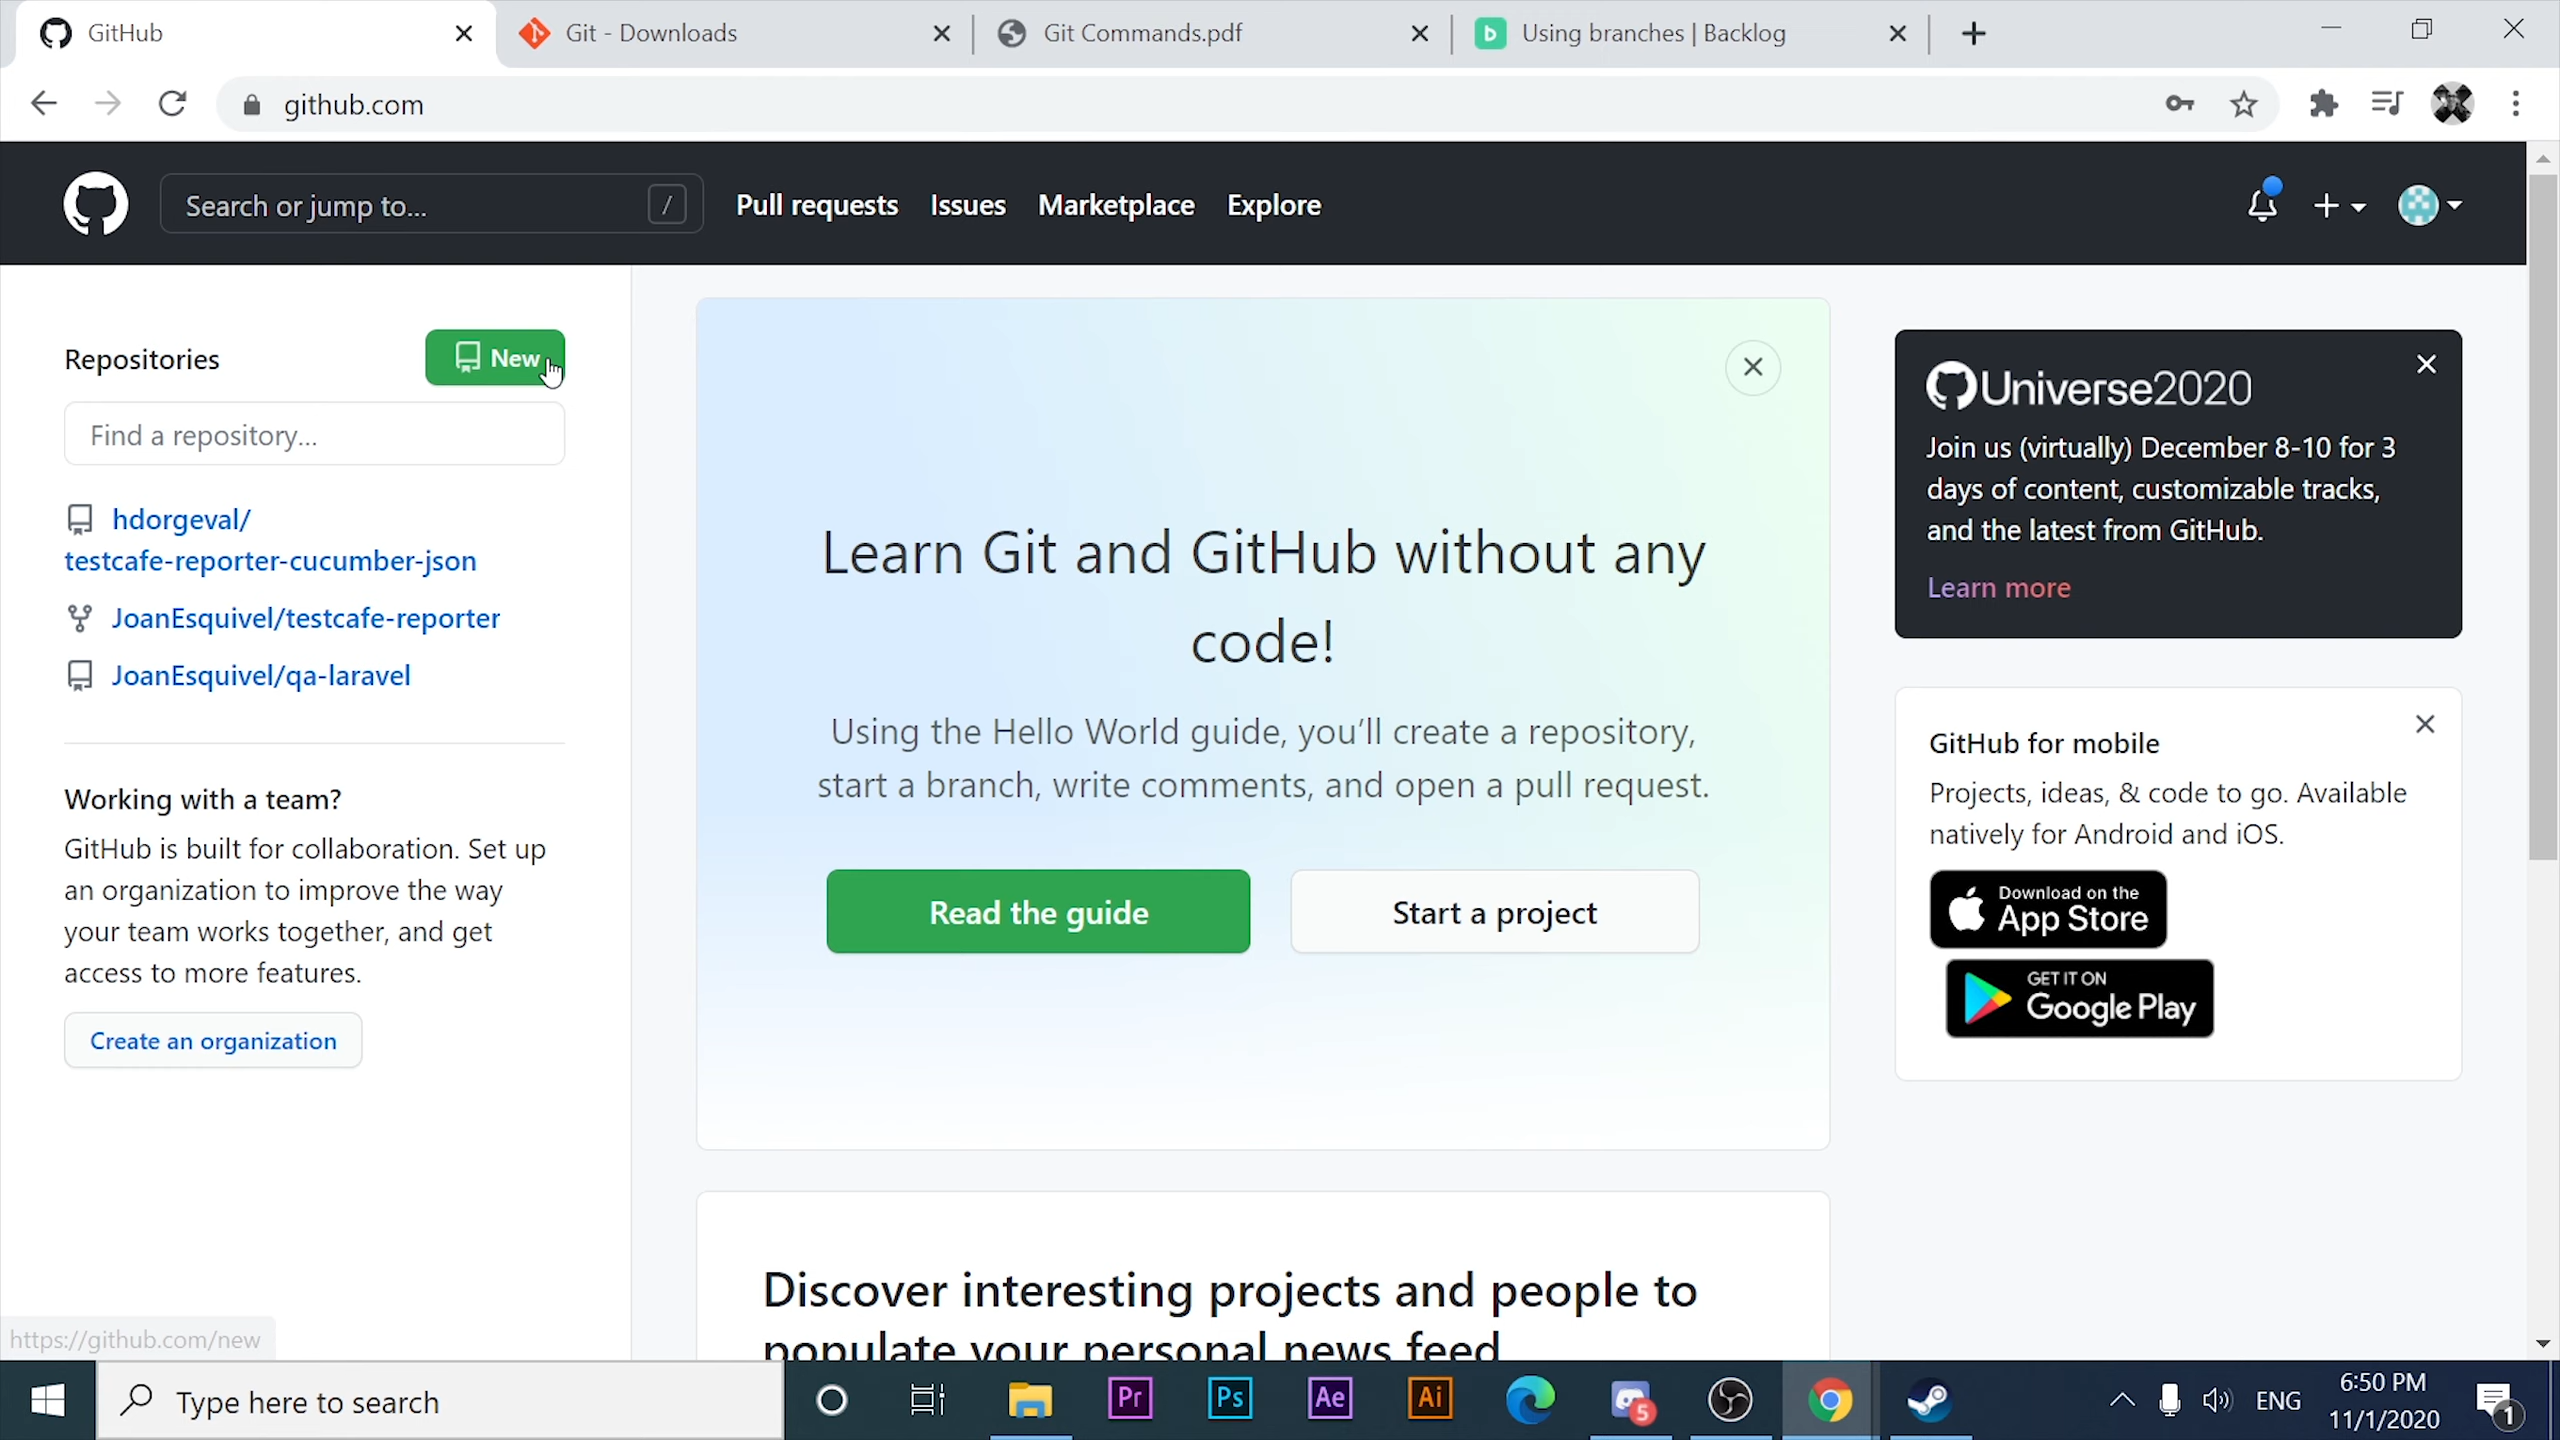 GitHub
Git - Downloads
Git Commands.pdf
Using branches | Backlog
github.com
Search or jump to...
/
Pull requests
Issues
Marketplace
Explore
Repositories
New
Find a repository...
hdorgeval/
testcafe-reporter-cucumber-json
JoanEsquivel/testcafe-reporter
JoanEsquivel/qa-laravel
Working with a team?
GitHub is built for collaboration. Set up
an organization to improve the way
your team works together, and get
access to more features.
Create an organization
Learn Git and GitHub without any
code!
Using the Hello World guide, you’ll create a repository,
start a branch, write comments, and open a pull request.
Read the guide
Start a project
Discover interesting projects and people to
populate your personal news feed
Universe2020
Join us (virtually) December 8-10 for 3
days of content, customizable tracks,
and the latest from GitHub.
Learn more
GitHub for mobile
Projects, ideas, & code to go. Available
natively for Android and iOS.
Download on the
App Store
GET IT ON
Google Play
https://github.com/new
Type here to search
Pr
Ps
Ae
Ai
5
ENG
6:50 PM
11/1/2020
1